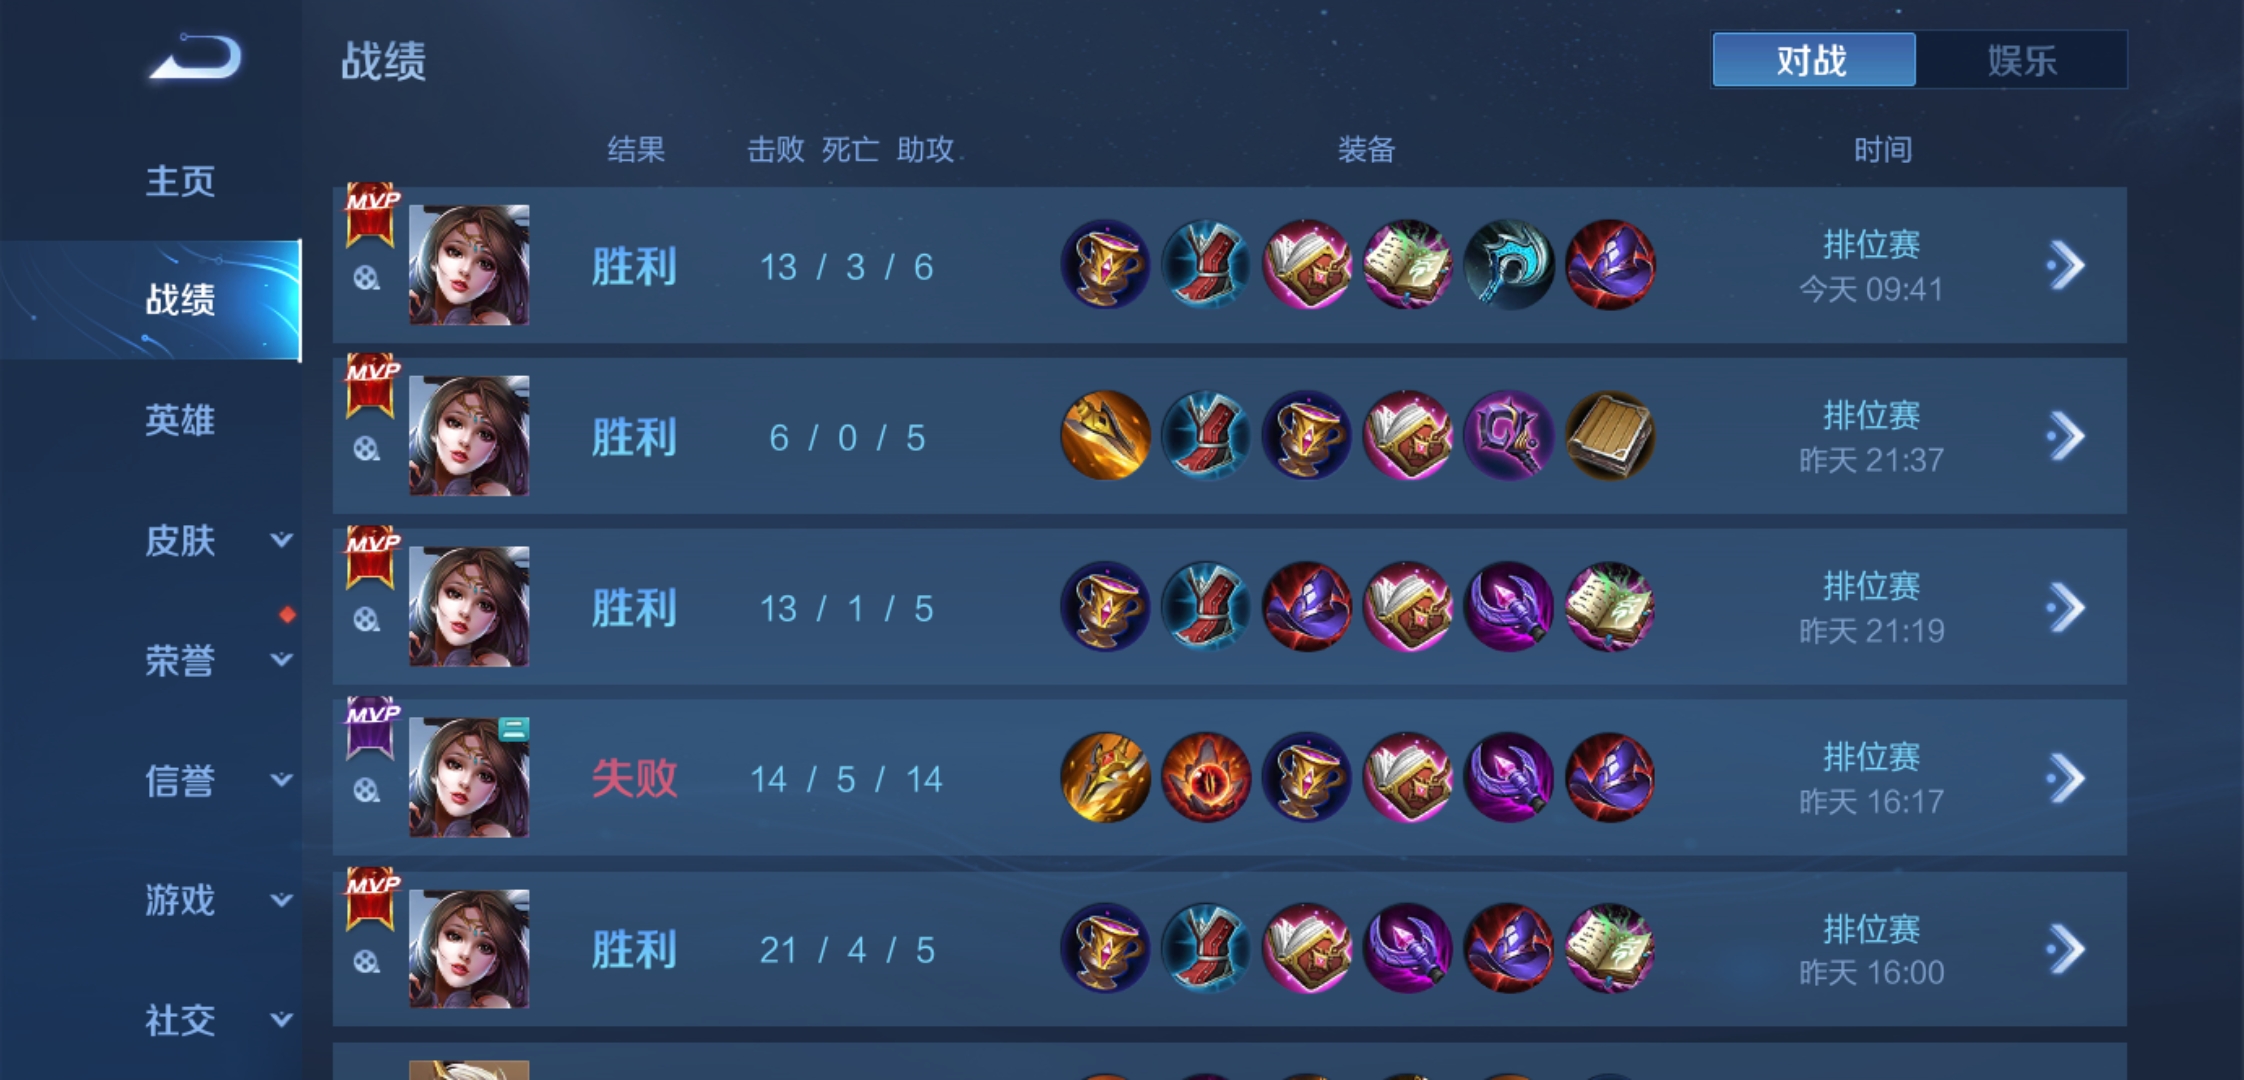 战绩
对战 娱乐
结果 击败 死亡 助攻 装备 时间
主页
战绩
英雄
皮肤
荣誉
信誉
游戏
社交
MVP
胜利 13 / 3 / 6 排位赛
今天 09:41
MVP
胜利 6 / 0 / 5 排位赛
昨天 21:37
MVP
胜利 13 / 1 / 5 排位赛
昨天 21:19
MVP
二
失败 14 / 5 / 14 排位赛
昨天 16:17
MVP
胜利 21 / 4 / 5 排位赛
昨天 16:00